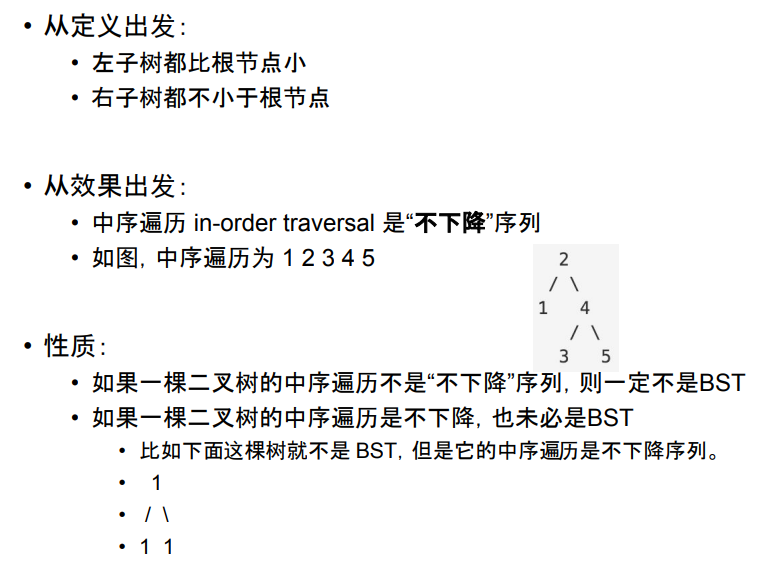 • 从定义出发：
• 左子树都比根节点小
• 右子树都不小于根节点
• 从效果出发：
• 中序遍历 in-order traversal 是“不下降”序列
• 如图，中序遍历为 1 2 3 4 5
2
/ \
1 4
/ \
3 5
• 性质：
• 如果一棵二叉树的中序遍历不是“不下降”序列，则一定不是BST
• 如果一棵二叉树的中序遍历是不下降，也未必是BST
• 比如下面这棵树就不是 BST，但是它的中序遍历是不下降序列。
• 1
• / \
• 1 1